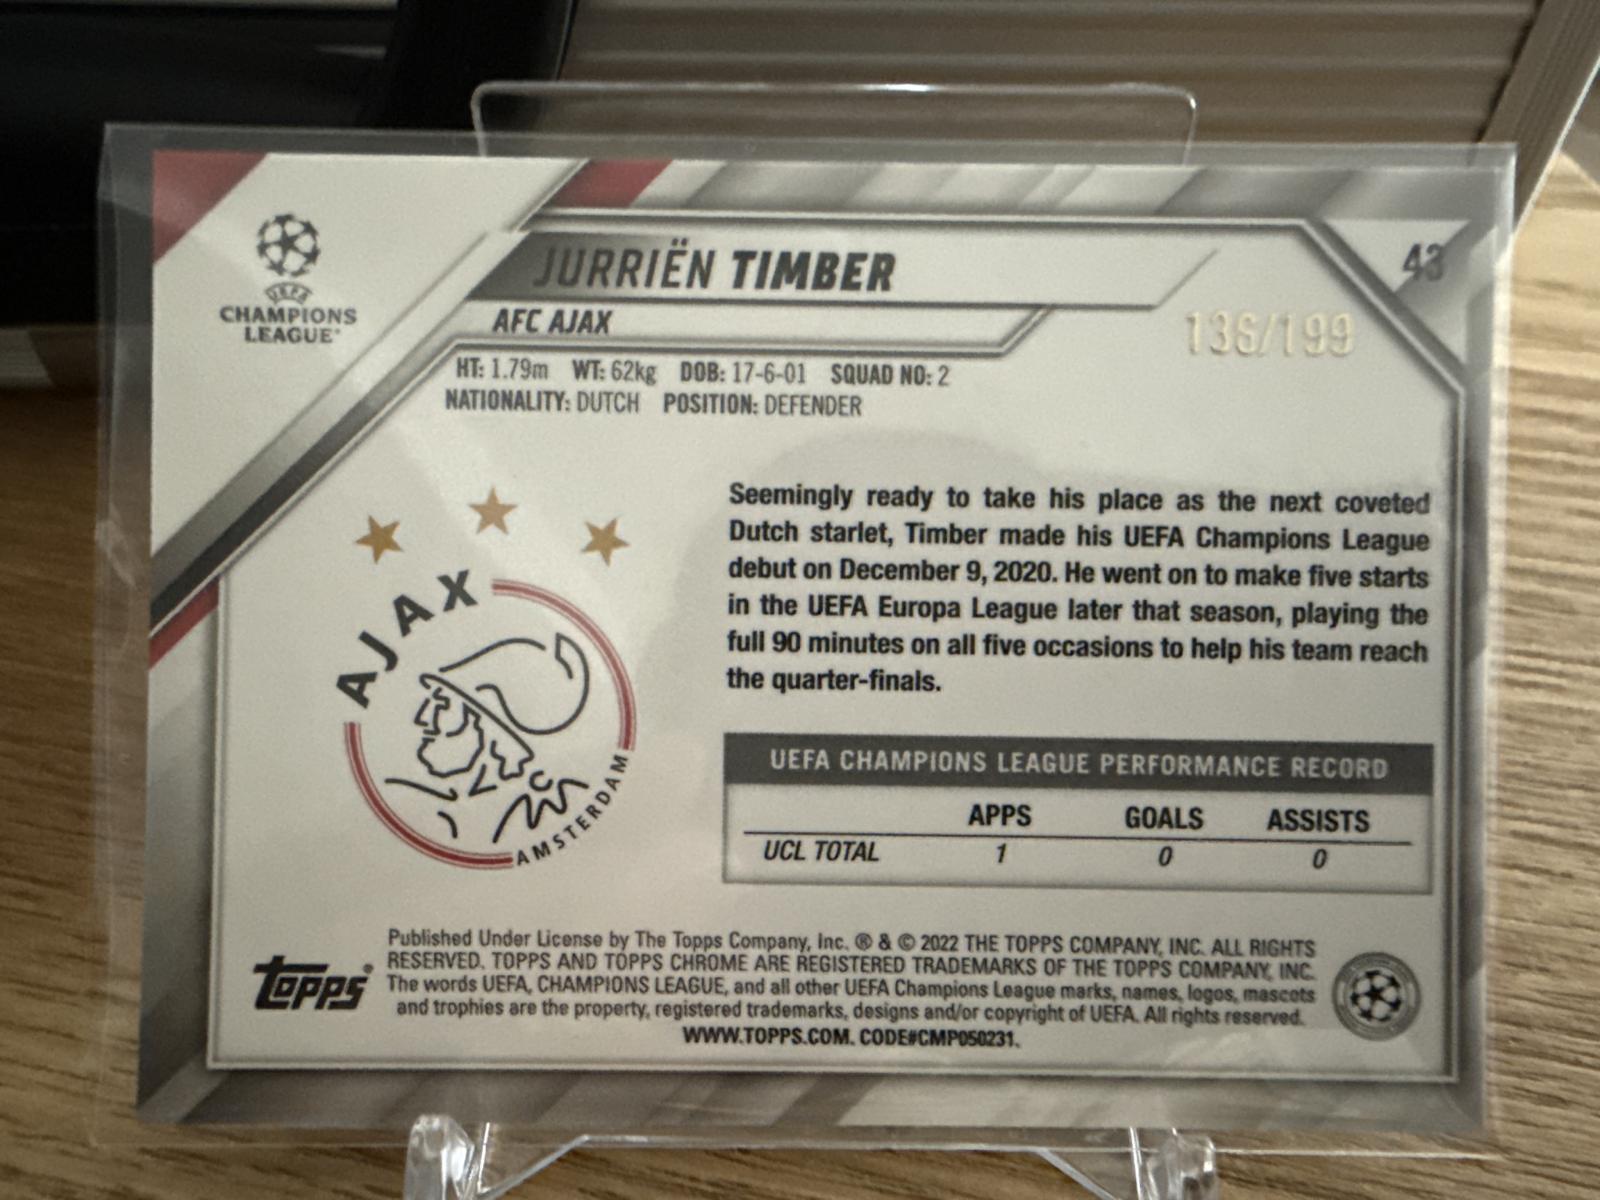 UEFA
CHAMPIONS
LEAGUE®
JURRIËN TIMBER
43
AFC AJAX
136/199
HT: 1.79m WT: 62kg DOB: 17-6-01 SQUAD NO: 2
NATIONALITY: DUTCH POSITION: DEFENDER
AJAX
AMSTERDAM
Seemingly ready to take his place as the next coveted
Dutch starlet, Timber made his UEFA Champions League
debut on December 9, 2020. He went on to make five starts
in the UEFA Europa League later that season, playing the
full 90 minutes on all five occasions to help his team reach
the quarter-finals.
UEFA CHAMPIONS LEAGUE PERFORMANCE RECORD
APPS GOALS ASSISTS
UCL TOTAL 1 0 0
Topps®
Published Under License by The Topps Company, Inc. ® & © 2022 THE TOPPS COMPANY, INC. ALL RIGHTS
RESERVED. TOPPS AND TOPPS CHROME ARE REGISTERED TRADEMARKS OF THE TOPPS COMPANY, INC.
The words UEFA, CHAMPIONS LEAGUE, and all other UEFA Champions League marks, names, logos, mascots
and trophies are the property, registered trademarks, designs and/or copyright of UEFA. All rights reserved.
WWW.TOPPS.COM. CODE#CMP050231.